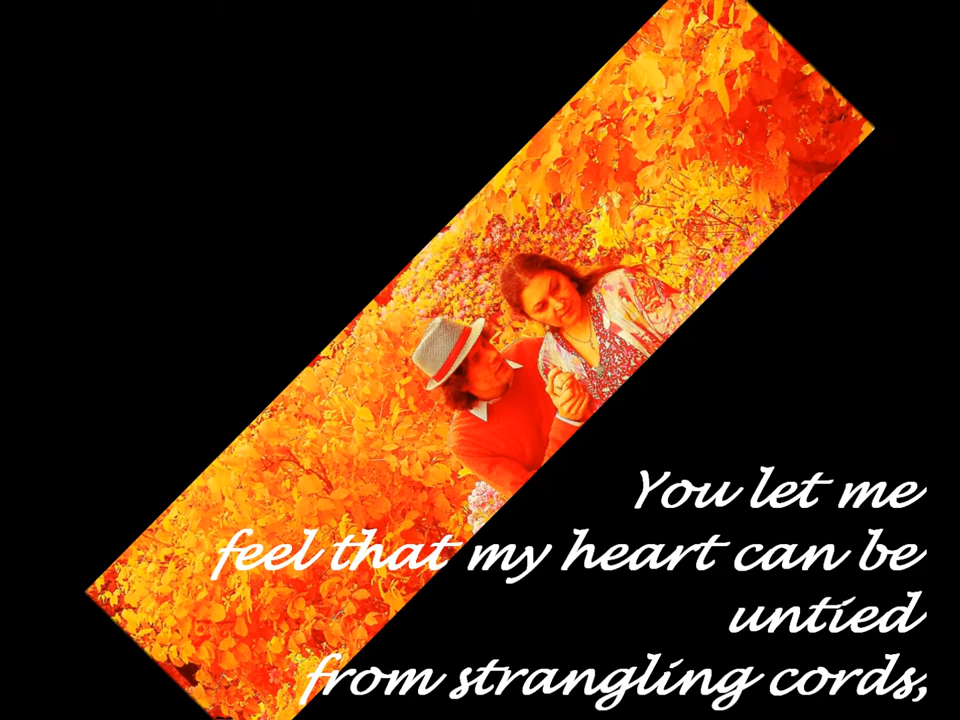 You let me
feel that my heart can be
untied
from strangling cords,